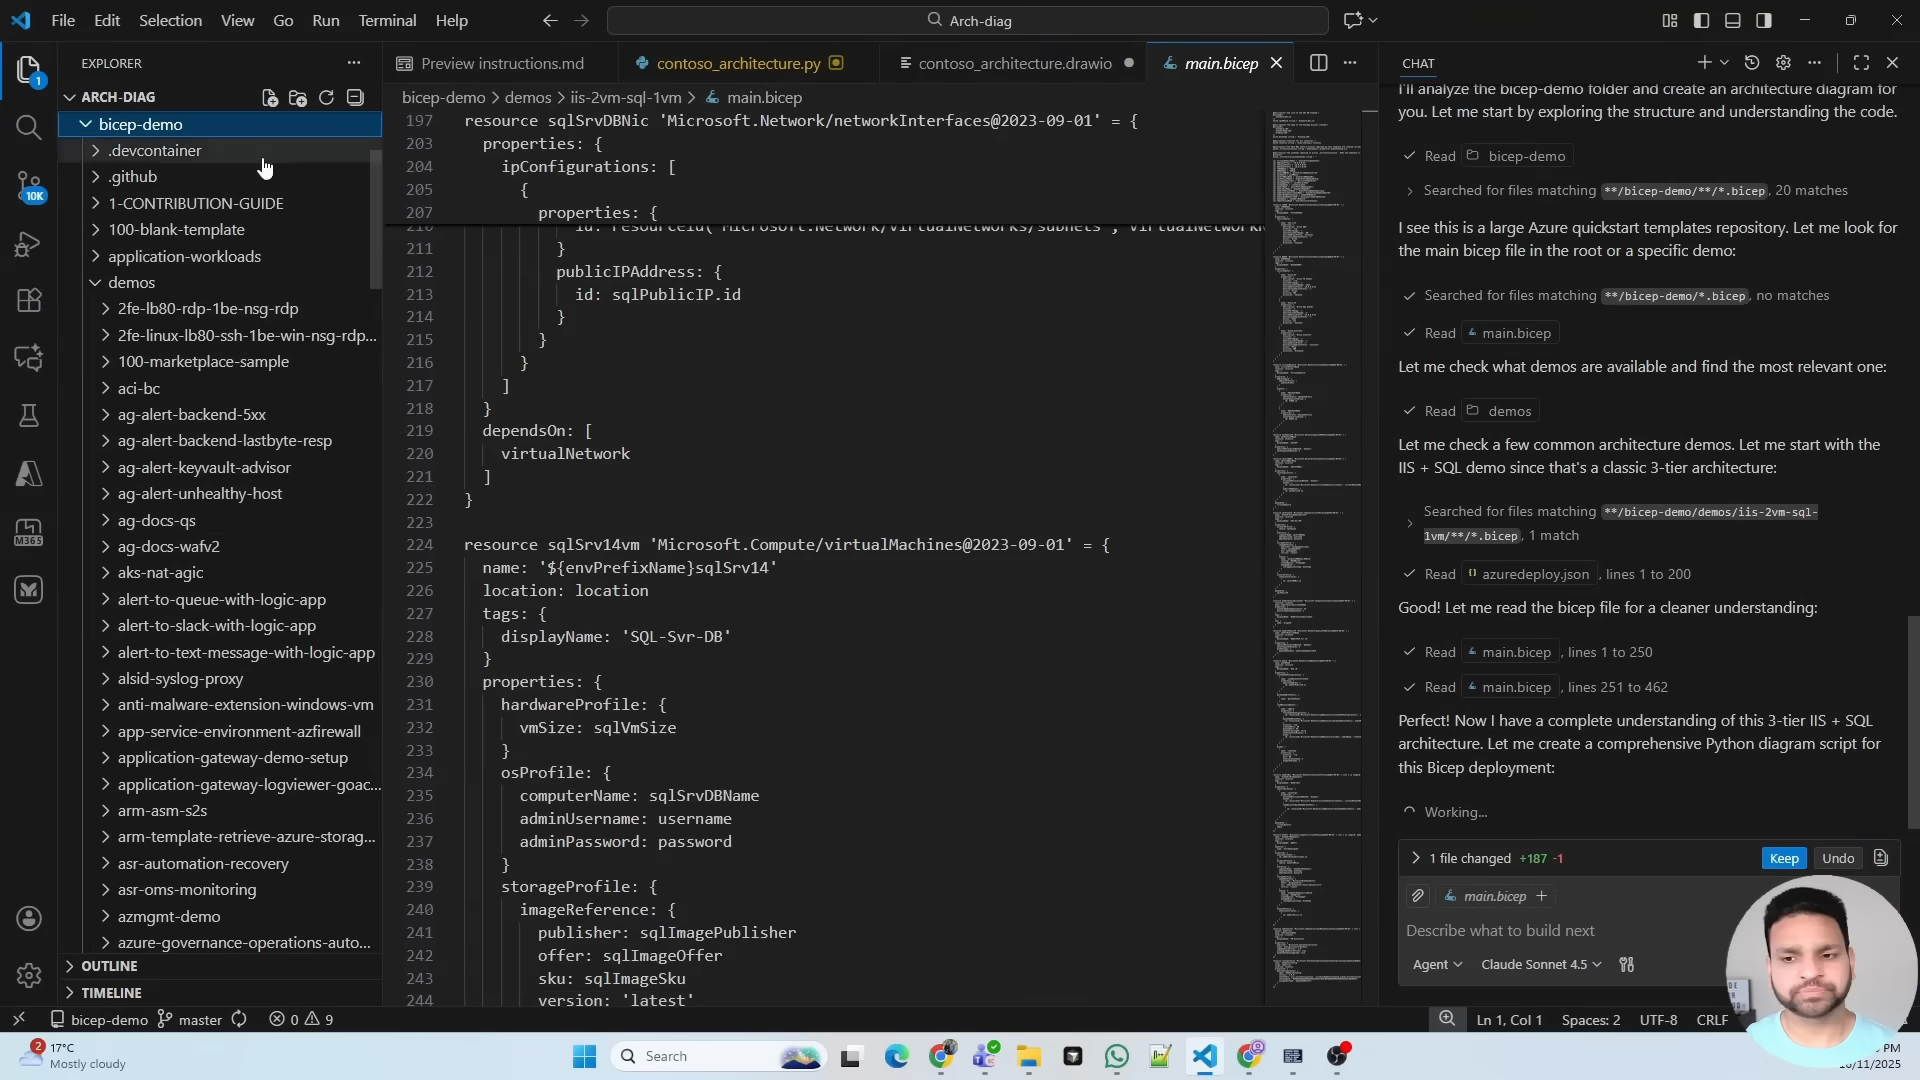 File Edit Selection View Go Run Terminal Help
Arch-diag
EXPLORER
ARCH-DIAG
bicep-demo
.devcontainer
.github
1-CONTRIBUTION-GUIDE
100-blank-template
application-workloads
demos
2fe-lb80-rdp-1be-nsg-rdp
2fe-linux-lb80-ssh-1be-win-nsg-rdp...
100-marketplace-sample
aci-bc
ag-alert-backend-5xx
ag-alert-backend-lastbyte-resp
ag-alert-keyvault-advisor
ag-alert-unhealthy-host
ag-docs-qs
ag-docs-wafv2
aks-nat-agic
alert-to-queue-with-logic-app
alert-to-slack-with-logic-app
alert-to-text-message-with-logic-app
alsid-syslog-proxy
anti-malware-extension-windows-vm
app-service-environment-azfirewall
application-gateway-demo-setup
application-gateway-logviewer-goac...
arm-asm-s2s
arm-template-retrieve-azure-storag...
asr-automation-recovery
asr-oms-monitoring
azmgmt-demo
azure-governance-operations-auto...
OUTLINE
TIMELINE
1
10K
M365
Preview instructions.md
contoso_architecture.py
contoso_architecture.drawio
main.bicep
bicep-demo > demos > iis-2vm-sql-1vm > main.bicep
197 resource sqlSrvDBNic 'Microsoft.Network/networkInterfaces@2023-09-01' = {
203 properties: {
204 ipConfigurations: [
205 {
207 properties: {
211 }
212 publicIPAddress: {
213 id: sqlPublicIP.id
214 }
215 }
216 }
217 ]
218 }
219 dependsOn: [
220 virtualNetwork
221 ]
222 }
223
224 resource sqlSrv14vm 'Microsoft.Compute/virtualMachines@2023-09-01' = {
225 name: '${envPrefixName}sqlSrv14'
226 location: location
227 tags: {
228 displayName: 'SQL-Svr-DB'
229 }
230 properties: {
231 hardwareProfile: {
232 vmSize: sqlVmSize
233 }
234 osProfile: {
235 computerName: sqlSrvDBName
236 adminUsername: username
237 adminPassword: password
238 }
239 storageProfile: {
240 imageReference: {
241 publisher: sqlImagePublisher
242 offer: sqlImageOffer
243 sku: sqlImageSku
244 version: 'latest'
CHAT
I'll analyze the bicep-demo folder and create an architecture diagram for
you. Let me start by exploring the structure and understanding the code.
Read bicep-demo
Searched for files matching **/bicep-demo/**/*.bicep, 20 matches
I see this is a large Azure quickstart templates repository. Let me look for
the main bicep file in the root or a specific demo:
Searched for files matching **/bicep-demo/*.bicep, no matches
Read main.bicep
Let me check what demos are available and find the most relevant one:
Read demos
Let me check a few common architecture demos. Let me start with the
IIS + SQL demo since that's a classic 3-tier architecture:
Searched for files matching **/bicep-demo/demos/iis-2vm-sql-
1vm/**/*.bicep, 1 match
Read azuredeploy.json, lines 1 to 200
Good! Let me read the bicep file for a cleaner understanding:
Read main.bicep, lines 1 to 250
Read main.bicep, lines 251 to 462
Perfect! Now I have a complete understanding of this 3-tier IIS + SQL
architecture. Let me create a comprehensive Python diagram script for
this Bicep deployment:
Working...
1 file changed +187 -1 Keep Undo
main.bicep
Describe what to build next
Agent Claude Sonnet 4.5
bicep-demo master 0 9
Ln 1, Col 1 Spaces: 2 UTF-8 CRLF
2
17°C
Mostly cloudy
Search
PM
/11/2025